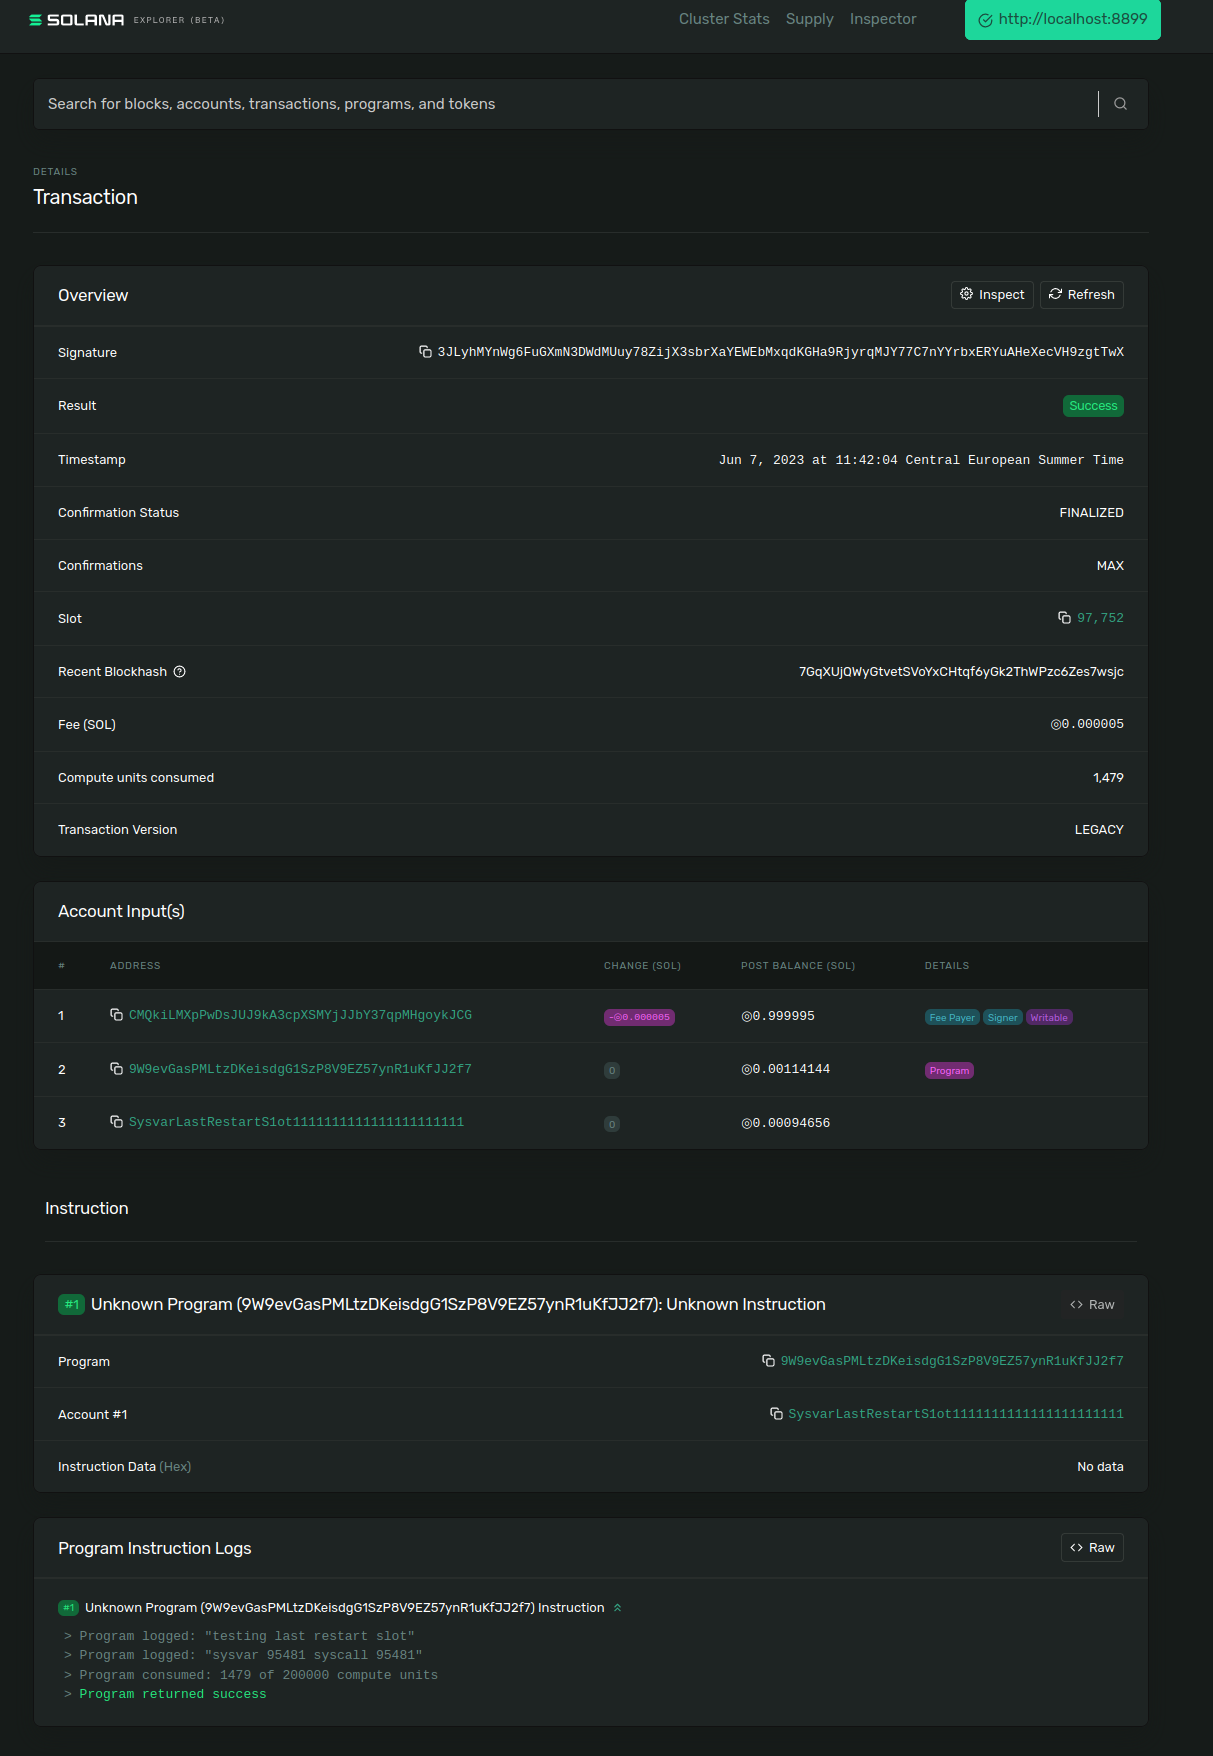 SOLANA EXPLORER (BETA) Cluster Stats Supply Inspector http://localhost:8899
Search for blocks, accounts, transactions, programs, and tokens
DETAILS
Transaction
Overview Inspect Refresh
Signature 3JLyhMYnWg6FuGXmN3DWdMUuy78ZijX3sbrXaYEWEbMxqdKGHa9RjyrqMJY77C7nYYrbxERYuAHeXecVH9zgtTwX
Result Success
Timestamp Jun 7, 2023 at 11:42:04 Central European Summer Time
Confirmation Status FINALIZED
Confirmations MAX
Slot 97,752
Recent Blockhash 7GqXUjQWyGtvetSVoYxCHtqf6yGk2ThWPzc6Zes7wsjc
Fee (SOL) ◎0.000005
Compute units consumed 1,479
Transaction Version LEGACY
Account Input(s)
# ADDRESS CHANGE (SOL) POST BALANCE (SOL) DETAILS
1 CMQkiLMXpPwDsJUJ9kA3cpXSMYjJJbY37qpMHgoykJCG -◎0.000005 ◎0.999995 Fee Payer Signer Writable
2 9W9evGasPMLtzDKeisdgG1SzP8V9EZ57ynR1uKfJJ2f7 0 ◎0.00114144 Program
3 SysvarLastRestartS1ot1111111111111111111111 0 ◎0.00094656
Instruction
#1 Unknown Program (9W9evGasPMLtzDKeisdgG1SzP8V9EZ57ynR1uKfJJ2f7): Unknown Instruction Raw
Program 9W9evGasPMLtzDKeisdgG1SzP8V9EZ57ynR1uKfJJ2f7
Account #1 SysvarLastRestartS1ot1111111111111111111111
Instruction Data (Hex) No data
Program Instruction Logs Raw
#1 Unknown Program (9W9evGasPMLtzDKeisdgG1SzP8V9EZ57ynR1uKfJJ2f7) Instruction
> Program logged: "testing last restart slot"
> Program logged: "sysvar 95481 syscall 95481"
> Program consumed: 1479 of 200000 compute units
> Program returned success